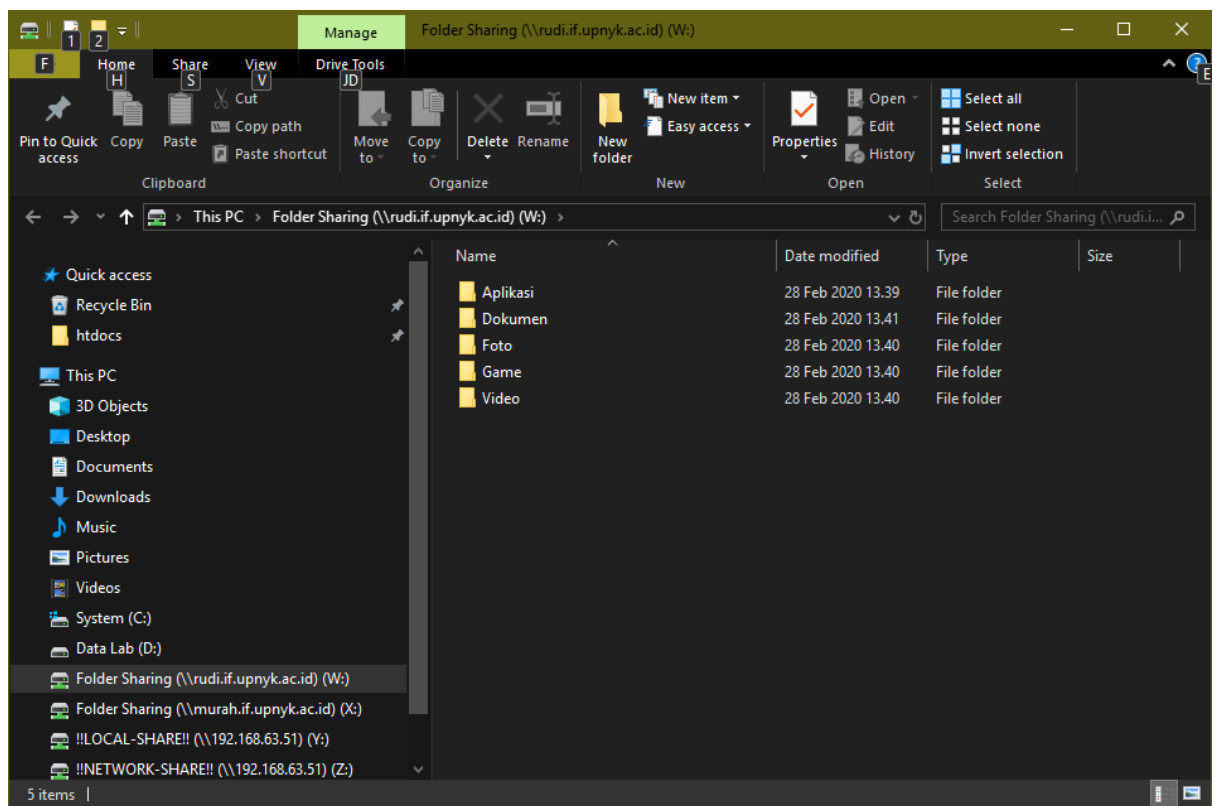 1 2 Manage Folder Sharing (\\rudi.if.upnyk.ac.id) (W:)
F Home Share View Drive Tools
H S V JD E
Pin to Quick access
Copy
Paste
Cut
Copy path
Paste shortcut
Clipboard
Move to
Copy to
Delete
Rename
Organize
New folder
New item
Easy access
New
Properties
Open
Edit
History
Open
Select all
Select none
Invert selection
Select
This PC > Folder Sharing (\\rudi.if.upnyk.ac.id) (W:) >
Search Folder Sharing (\\rudi.i...
Quick access
Recycle Bin
htdocs
This PC
3D Objects
Desktop
Documents
Downloads
Music
Pictures
Videos
System (C:)
Data Lab (D:)
Folder Sharing (\\rudi.if.upnyk.ac.id) (W:)
Folder Sharing (\\murah.if.upnyk.ac.id) (X:)
!!LOCAL-SHARE!! (\\192.168.63.51) (Y:)
!!NETWORK-SHARE!! (\\192.168.63.51) (Z:)
Name Date modified Type Size
Aplikasi 28 Feb 2020 13.39 File folder
Dokumen 28 Feb 2020 13.41 File folder
Foto 28 Feb 2020 13.40 File folder
Game 28 Feb 2020 13.40 File folder
Video 28 Feb 2020 13.40 File folder
5 items